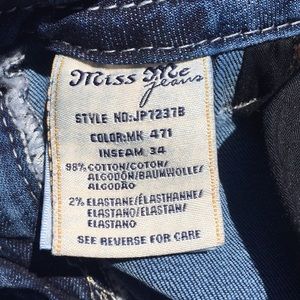 Miss Me
jeans
STYLE NO:JP7237B
COLOR:MK 471
INSEAM 34
98% COTTON/COTON/
ALGODÓN/BAUMWOLLE/
ALGODÃO
2% ELASTANE/ÉLASTHANNE/
ELASTANO/ELASTAN/
ELASTANO
SEE REVERSE FOR CARE